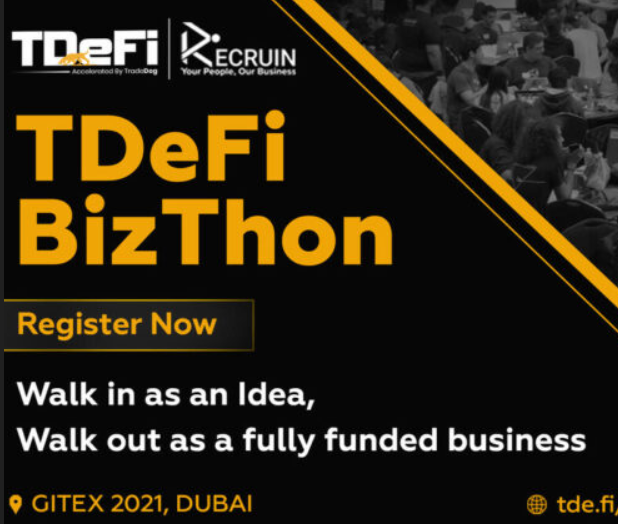 TDeFi
Accelerated By TradeDog
RECRUIN
Your People, Our Business
TDeFi
BizThon
Register Now
Walk in as an Idea,
Walk out as a fully funded business
GITEX 2021, DUBAI
tde.fi/